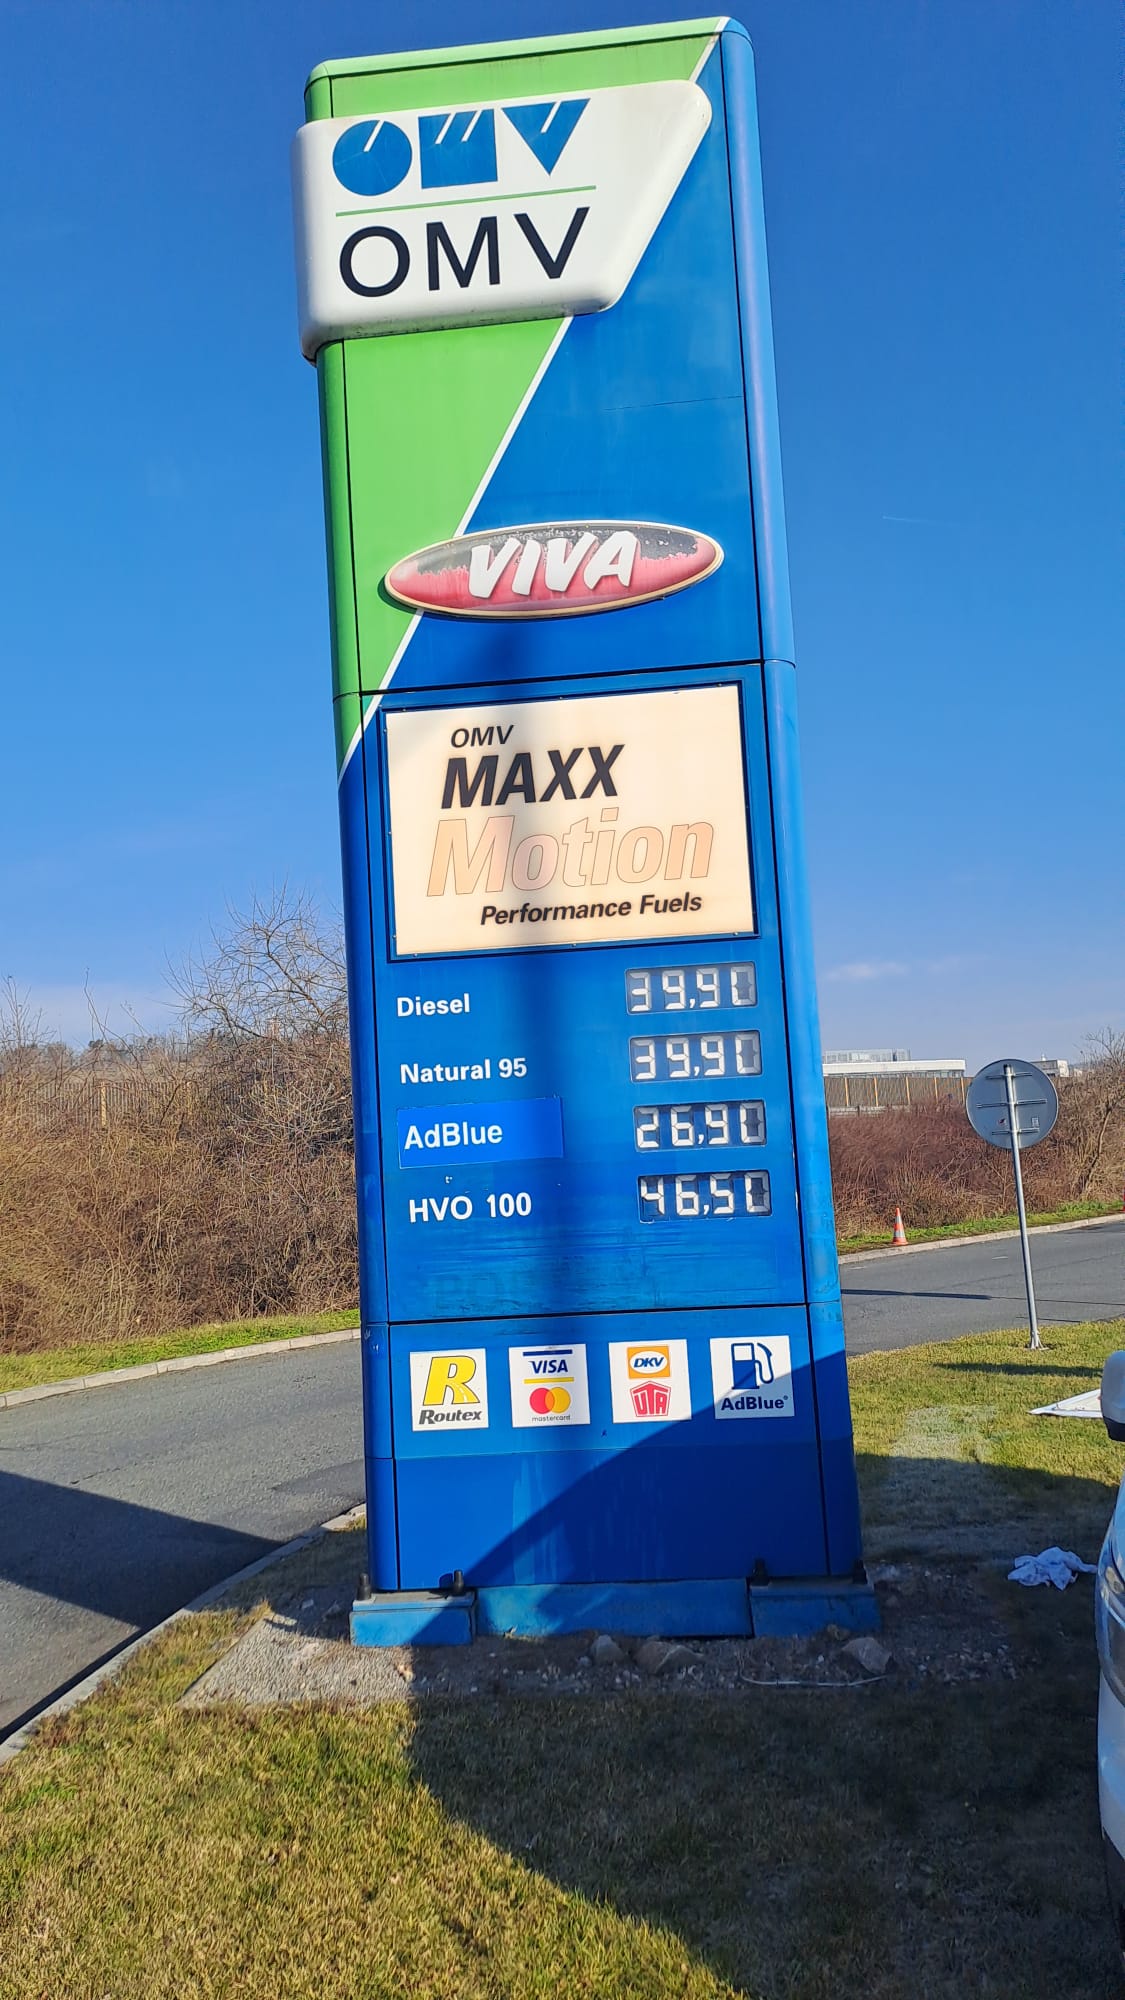 OMV
OMV
VIVA
OMV
MAXX
Motion
Performance Fuels
Diesel 39,90
Natural 95 39,90
AdBlue 26,90
HVO 100 46,50
Routex
VISA
mastercard
DKV
UTA
AdBlue®